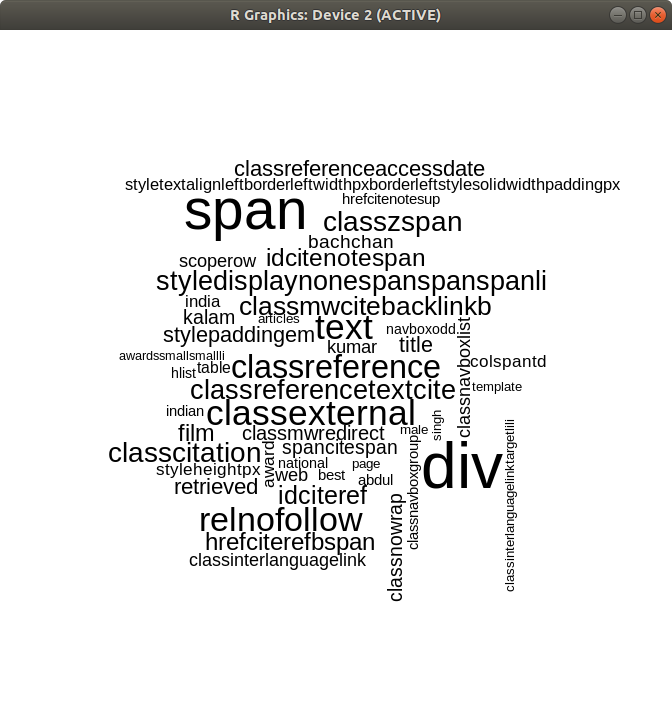 R Graphics: Device 2 (ACTIVE)
classreferenceaccessdate
styletextalignleftborderleftwidthpxborderleftstylesolidwidthpaddingpx
span
hrefcitenotesup
classzspan
bachchan
scoperow
idcitenotespan
styledisplaynonespanspanspanli
india
classmwcitebacklinkb
kalam
articles
text
navboxodd
stylepaddingem
kumar
title
awardssmallsmallli
table
classreference
classnavboxlist
colspantd
hlist
classreferencetextcite
template
indian
classexternal
singh
film
classmwredirect
male
classcitation
award
spancitespan
classnavboxgroup
div
classinterlanguagelinktargetlili
styleheightpx
national
page
web
best
abdul
retrieved
idciteref
classnowrap
relnofollow
hrefciterefbspan
classinterlanguagelink